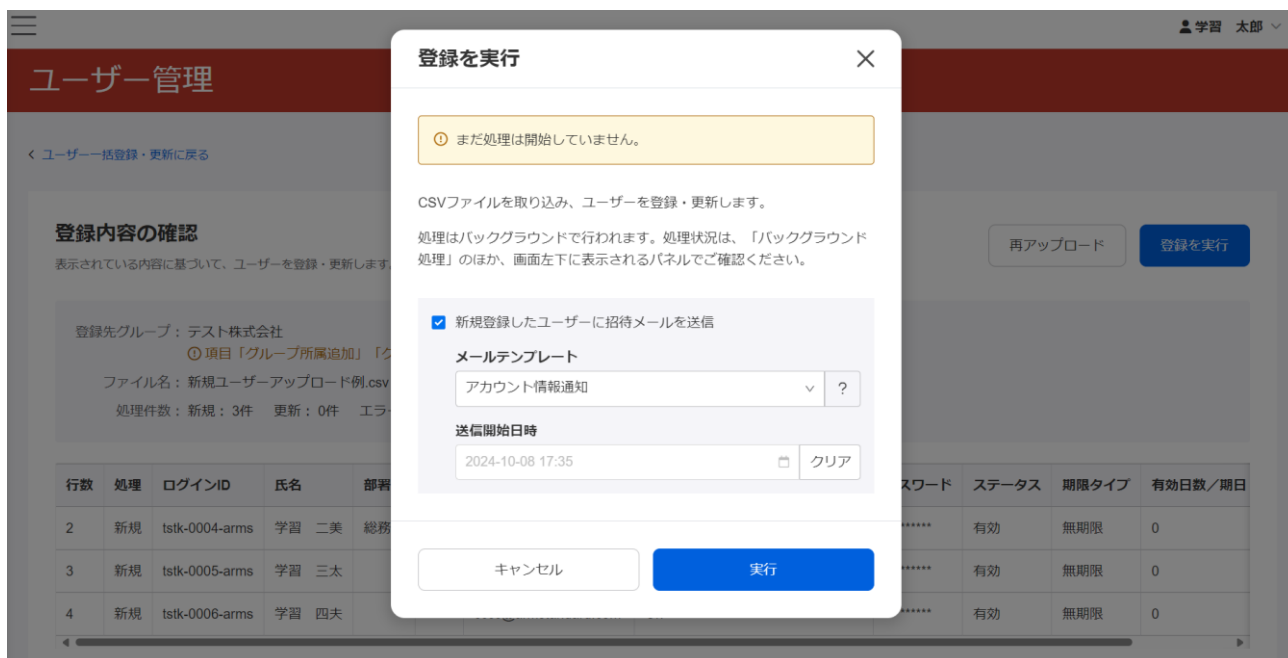 学習 太郎
ユーザー管理
ユーザー一括登録・更新に戻る
登録内容の確認
表示されている内容に基づいて、ユーザーを登録・更新します。
再アップロード
登録を実行
登録先グループ： テスト株式会社
項目「グループ所属追加」「
ファイル名： 新規ユーザーアップロード例.csv
処理件数： 新規： 3件 更新： 0件 エラ
行数 処理 ログインID 氏名 部署 スワード ステータス 期限タイプ 有効日数／期日
2 新規 tstk-0004-arms 学習 二美 総務 ****** 有効 無期限 0
3 新規 tstk-0005-arms 学習 三太 ****** 有効 無期限 0
4 新規 tstk-0006-arms 学習 四夫 ****** 有効 無期限 0
登録を実行
まだ処理は開始していません。
CSVファイルを取り込み、ユーザーを登録・更新します。
処理はバックグラウンドで行われます。処理状況は、「バックグラウンド
処理」のほか、画面左下に表示されるパネルでご確認ください。
新規登録したユーザーに招待メールを送信
メールテンプレート
アカウント情報通知
?
送信開始日時
2024-10-08 17:35
クリア
キャンセル
実行